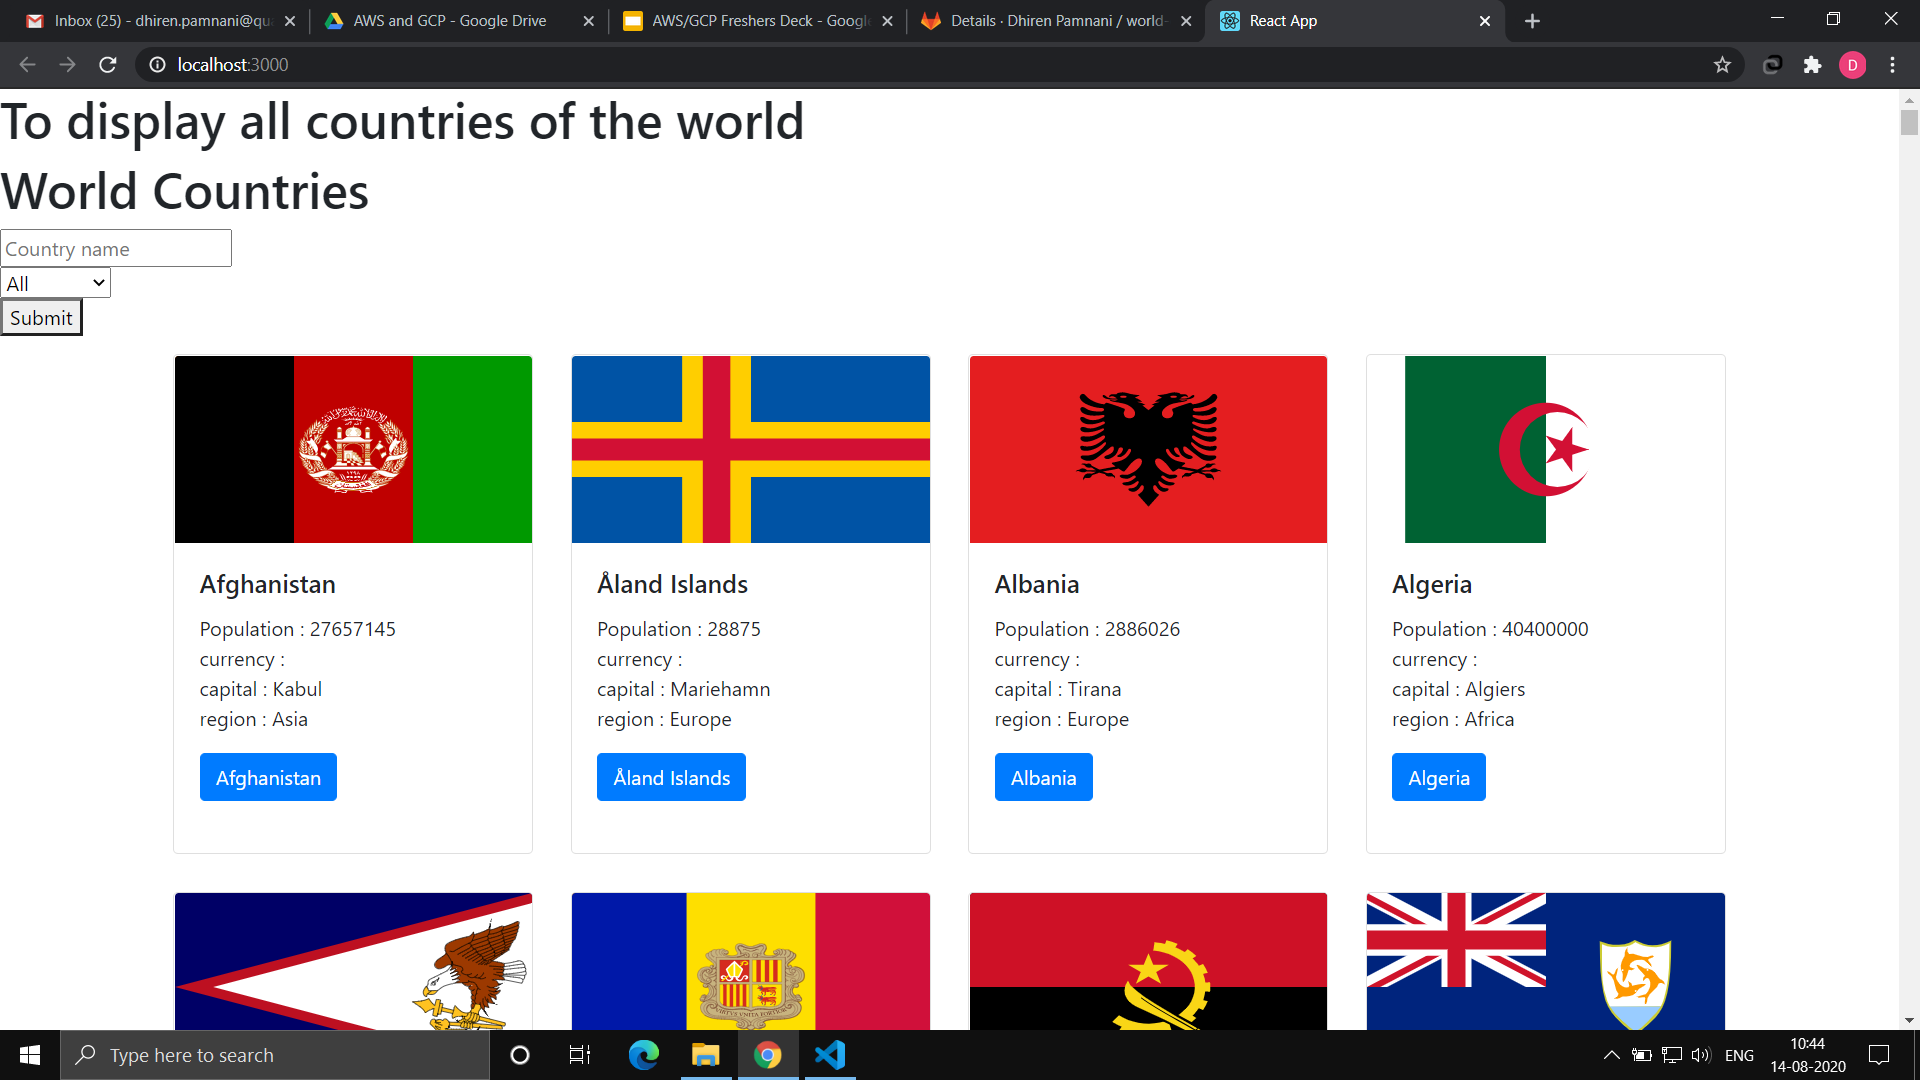 Inbox (25) - dhiren.pamnani@qu
AWS and GCP - Google Drive
AWS/GCP Freshers Deck - Googl
Details · Dhiren Pamnani / world-
React App
localhost:3000
D
To display all countries of the world
World Countries
Country name
All
Submit
Afghanistan
Population : 27657145
currency :
capital : Kabul
region : Asia
Afghanistan
Åland Islands
Population : 28875
currency :
capital : Mariehamn
region : Europe
Åland Islands
Albania
Population : 2886026
currency :
capital : Tirana
region : Europe
Albania
Algeria
Population : 40400000
currency :
capital : Algiers
region : Africa
Algeria
Type here to search
ENG
10:44
14-08-2020